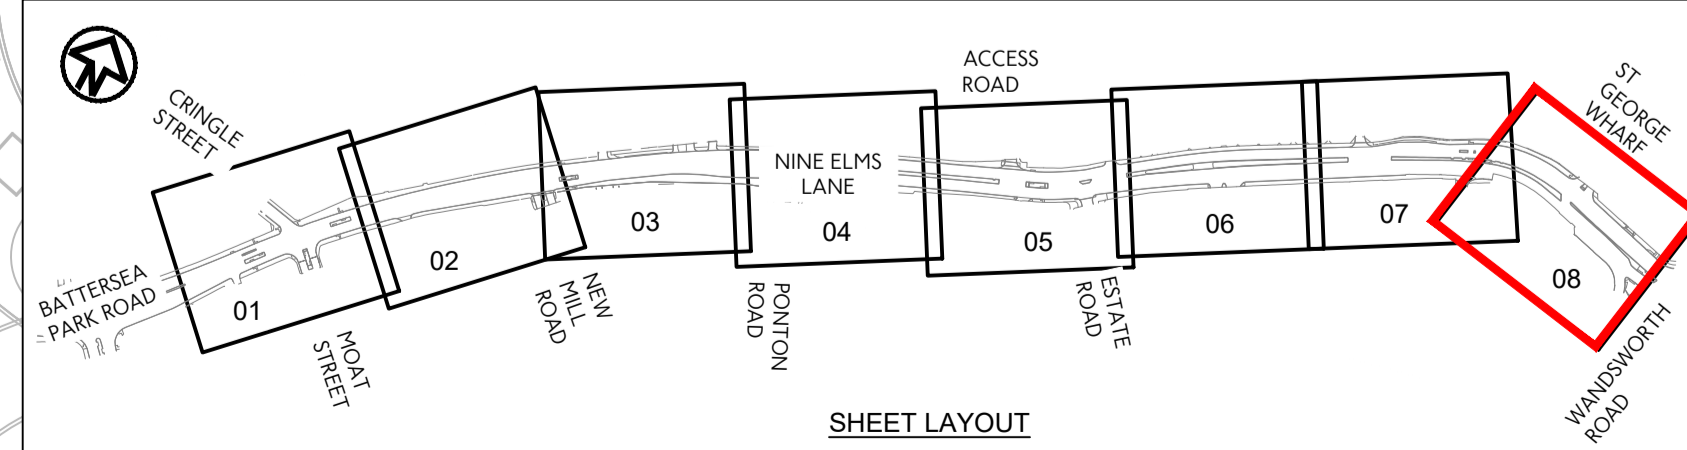 N
CRINGLE
STREET
BATTERSEA
PARK ROAD
01
MOAT
STREET
02
NEW
MILL
ROAD
03
PONTON
ROAD
NINE ELMS
LANE
04
ACCESS
ROAD
05
ESTATE
ROAD
06
07
ST
GEORGE
WHARF
08
WANDSWORTH
ROAD
SHEET LAYOUT